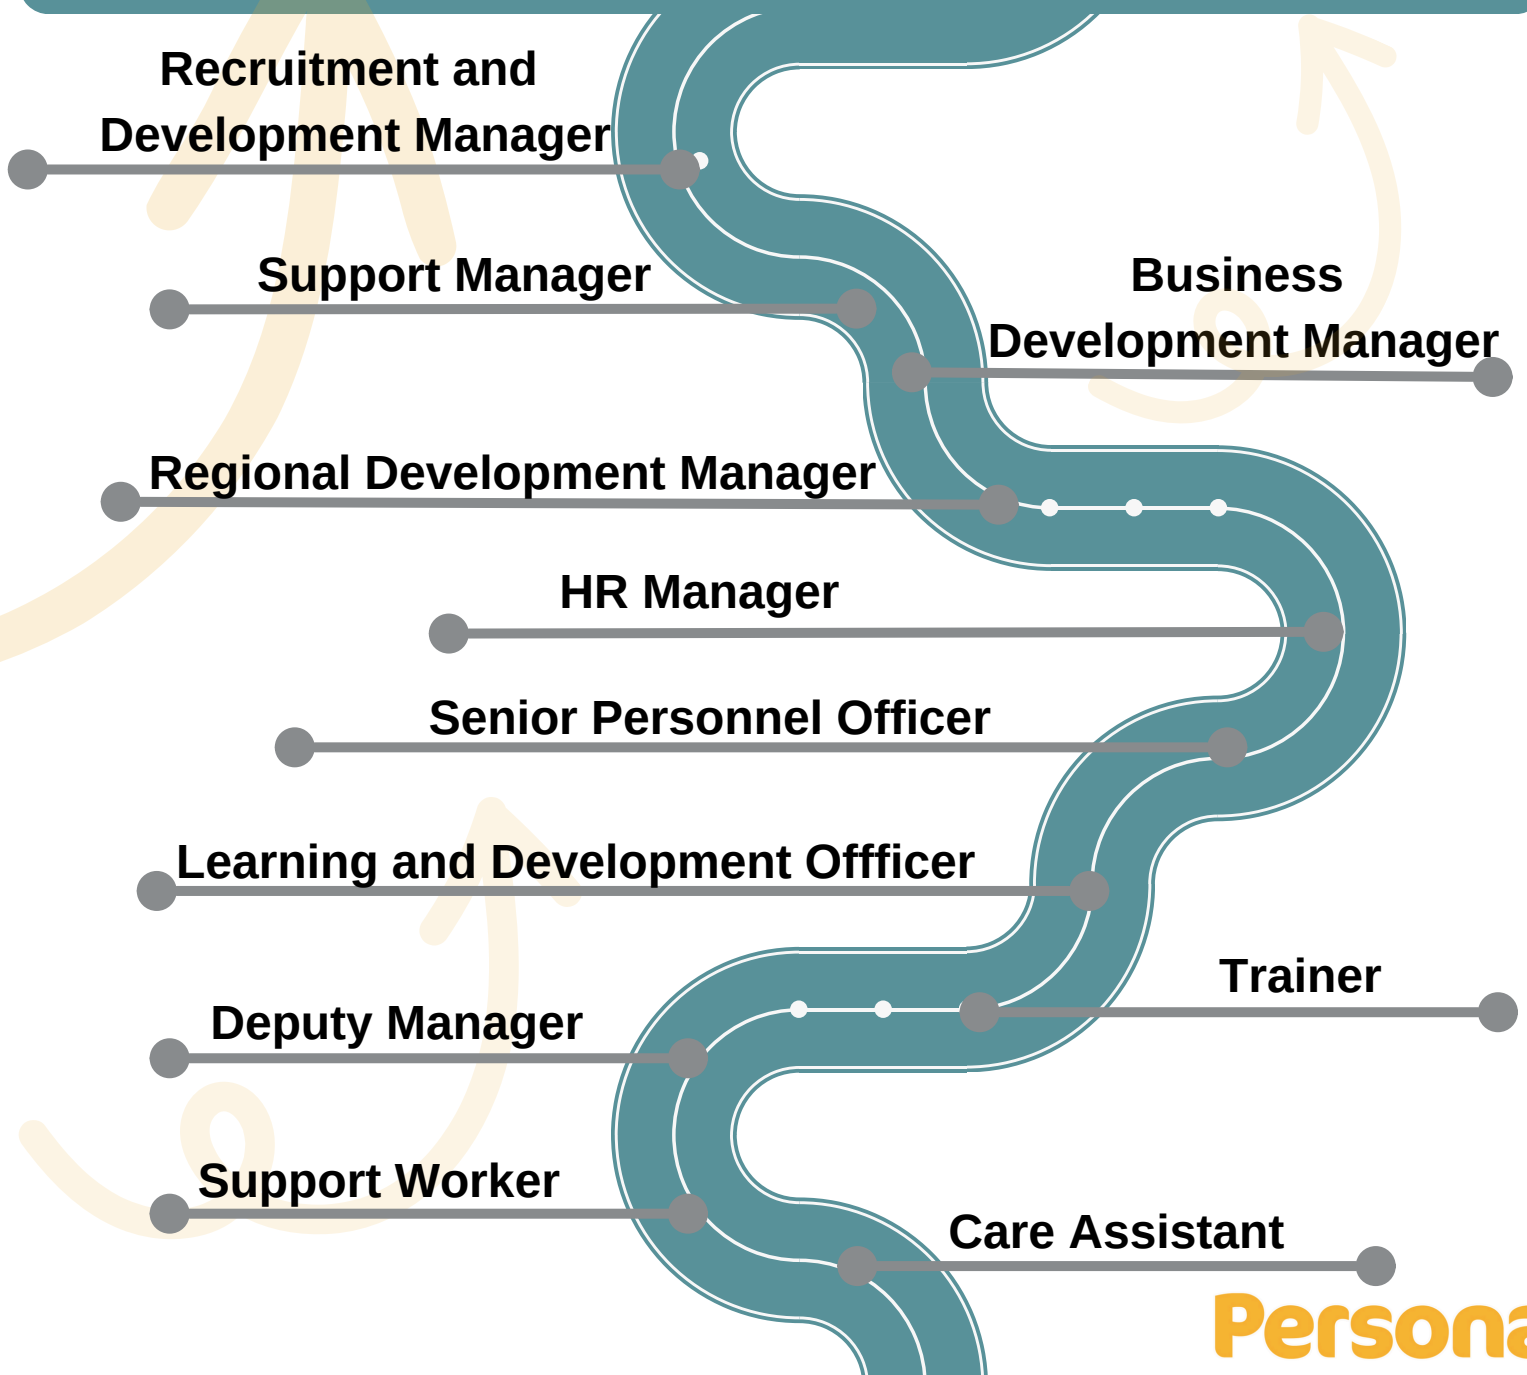 Recruitment and
Development Manager
Support Manager
Business
Development Manager
Regional Development Manager
HR Manager
Senior Personnel Officer
Learning and Development Offficer
Trainer
Deputy Manager
Support Worker
Care Assistant
Persona